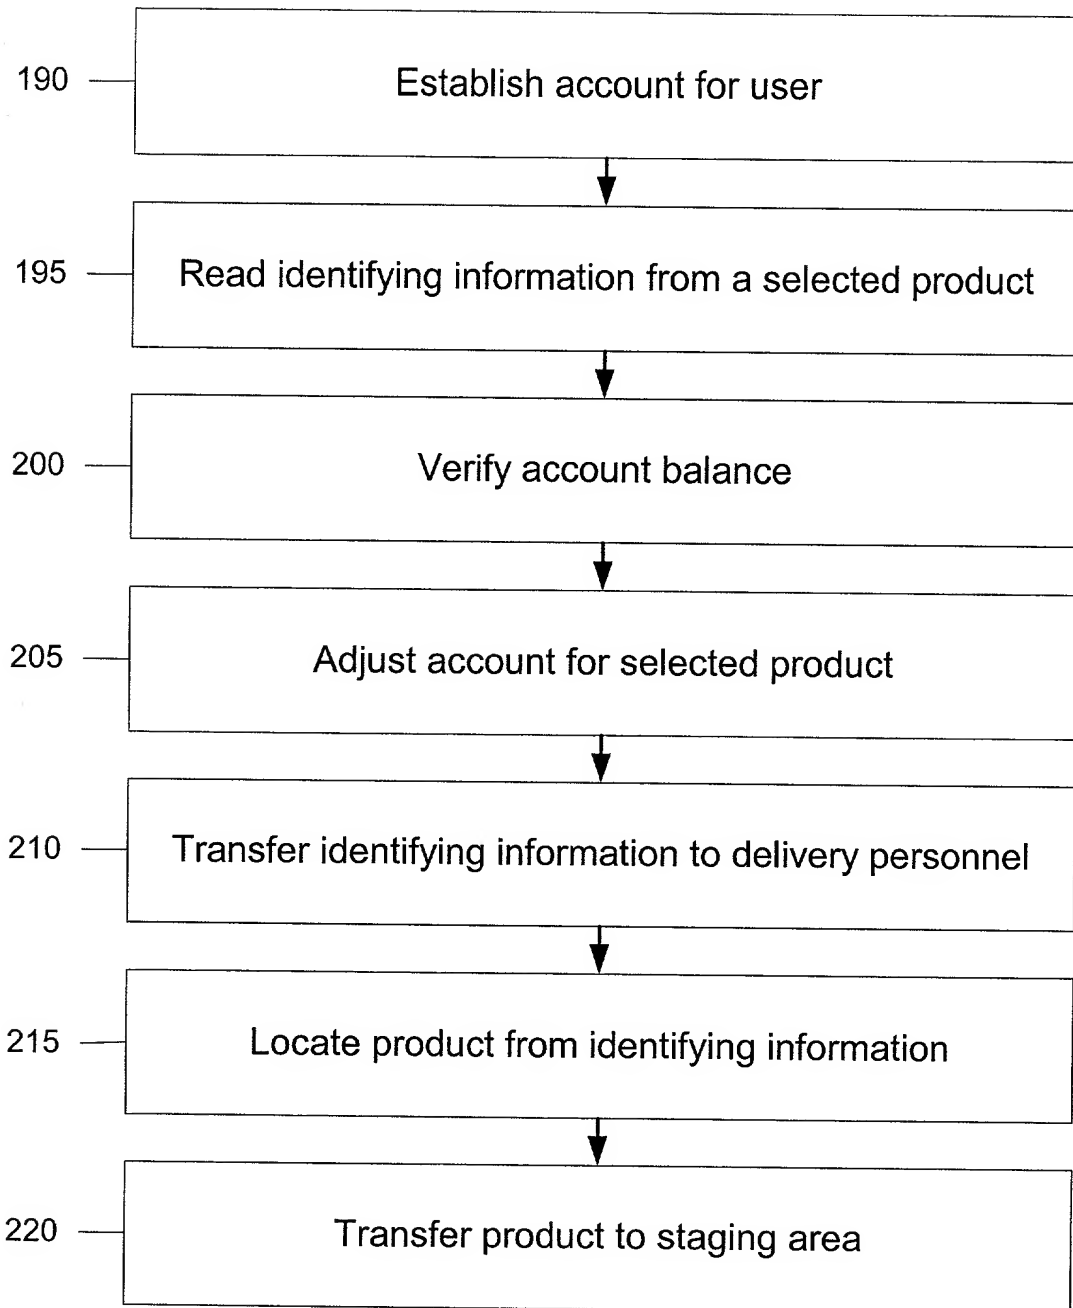 190 Establish account for user
195 Read identifying information from a selected product
200 Verify account balance
205 Adjust account for selected product
210 Transfer identifying information to delivery personnel
215 Locate product from identifying information
220 Transfer product to staging area